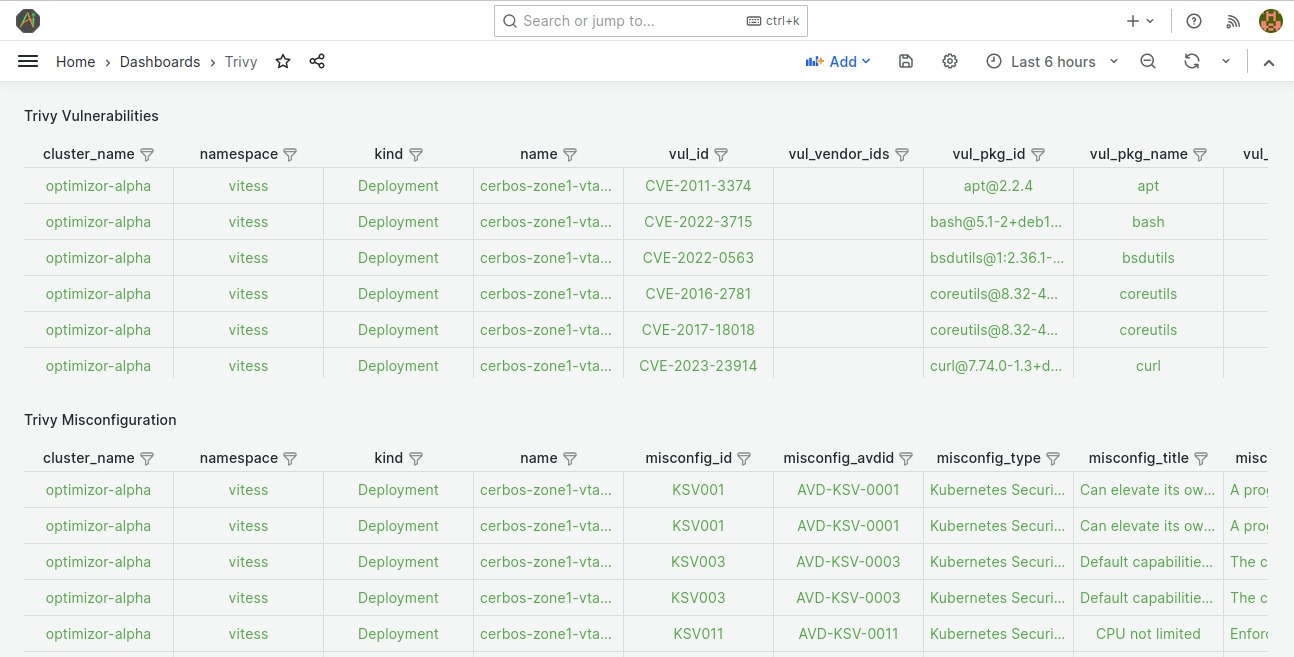 Search or jump to... ctrl+k
Home › Dashboards › Trivy Add Last 6 hours
Trivy Vulnerabilities
cluster_name namespace kind name vul_id vul_vendor_ids vul_pkg_id vul_pkg_name vul_
optimizor-alpha vitess Deployment cerbos-zone1-vta... CVE-2011-3374 apt@2.2.4 apt
optimizor-alpha vitess Deployment cerbos-zone1-vta... CVE-2022-3715 bash@5.1-2+deb1... bash
optimizor-alpha vitess Deployment cerbos-zone1-vta... CVE-2022-0563 bsdutils@1:2.36.1-... bsdutils
optimizor-alpha vitess Deployment cerbos-zone1-vta... CVE-2016-2781 coreutils@8.32-4... coreutils
optimizor-alpha vitess Deployment cerbos-zone1-vta... CVE-2017-18018 coreutils@8.32-4... coreutils
optimizor-alpha vitess Deployment cerbos-zone1-vta... CVE-2023-23914 curl@7.74.0-1.3+d... curl
Trivy Misconfiguration
cluster_name namespace kind name misconfig_id misconfig_avdid misconfig_type misconfig_title misc
optimizor-alpha vitess Deployment cerbos-zone1-vta... KSV001 AVD-KSV-0001 Kubernetes Securi... Can elevate its ow... A prog
optimizor-alpha vitess Deployment cerbos-zone1-vta... KSV001 AVD-KSV-0001 Kubernetes Securi... Can elevate its ow... A prog
optimizor-alpha vitess Deployment cerbos-zone1-vta... KSV003 AVD-KSV-0003 Kubernetes Securi... Default capabilitie... The c
optimizor-alpha vitess Deployment cerbos-zone1-vta... KSV003 AVD-KSV-0003 Kubernetes Securi... Default capabilitie... The c
optimizor-alpha vitess Deployment cerbos-zone1-vta... KSV011 AVD-KSV-0011 Kubernetes Securi... CPU not limited Enforc